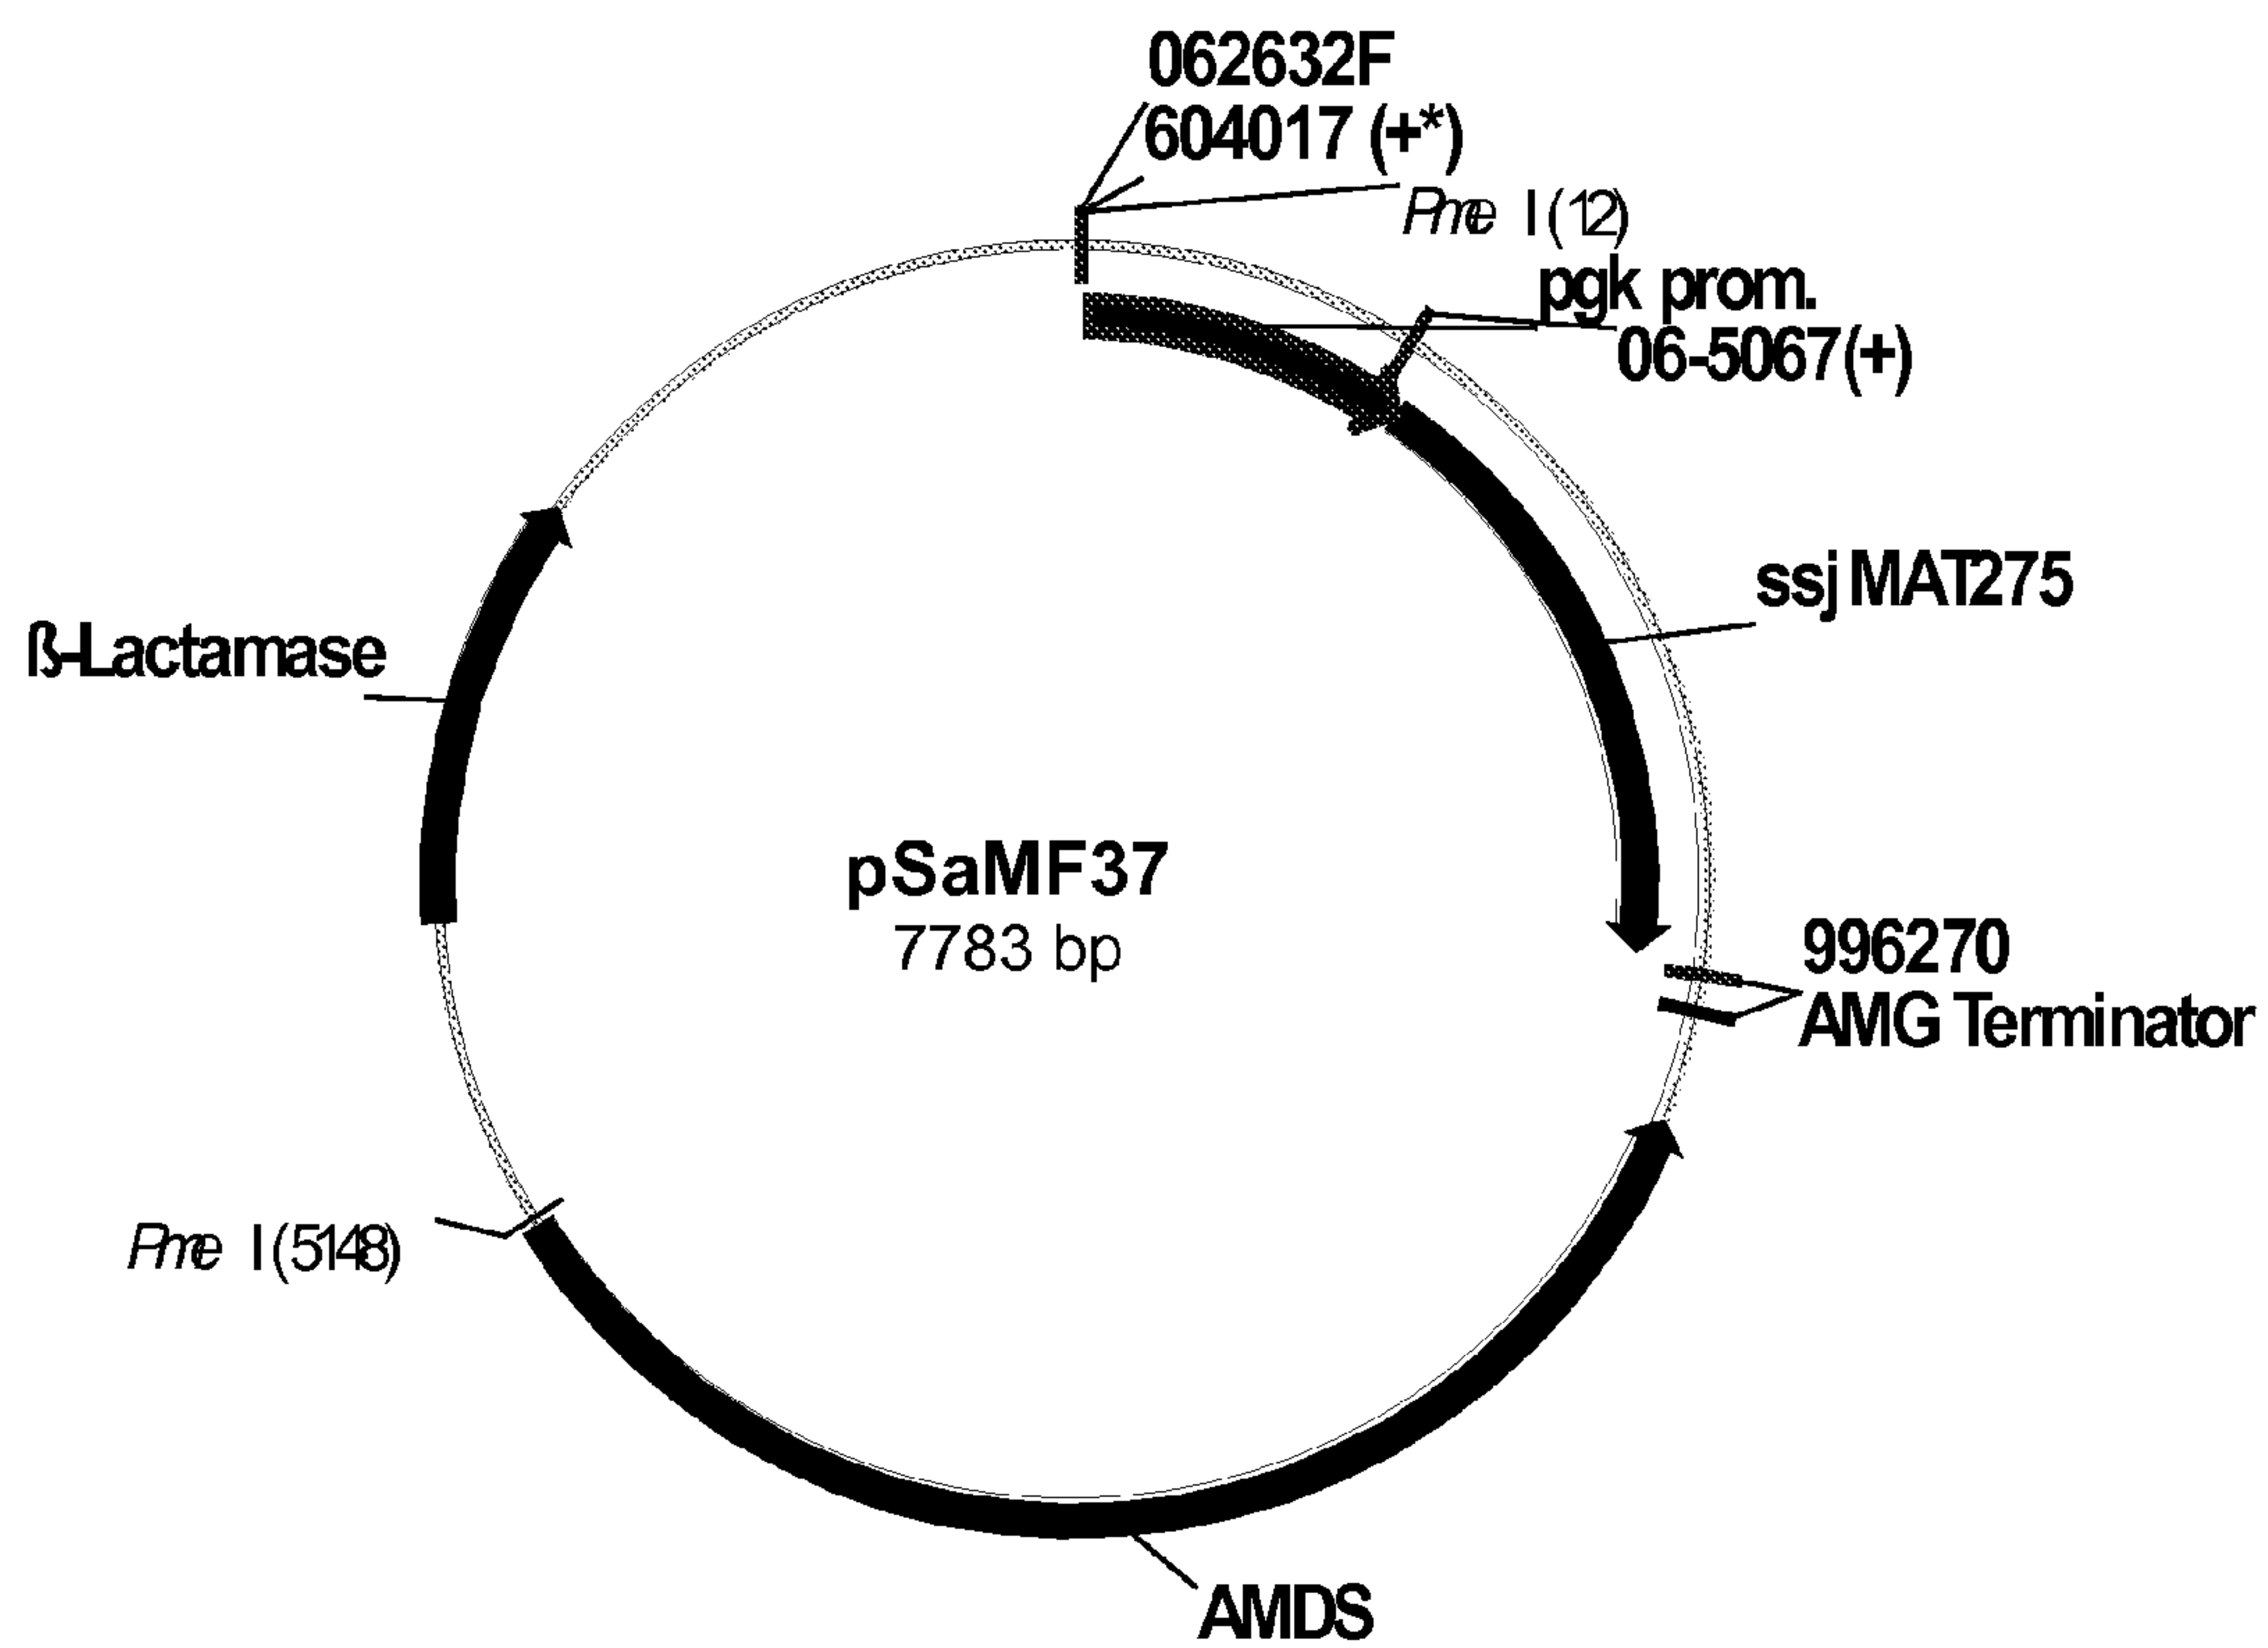 062632F
604017 (+*)
Pme I (12)
pgk prom.
06-5067(+)
ssj MAT275
ß-Lactamase
pSaMF37
7783 bp
996270
AMG Terminator
Pme I (5148)
AMDS